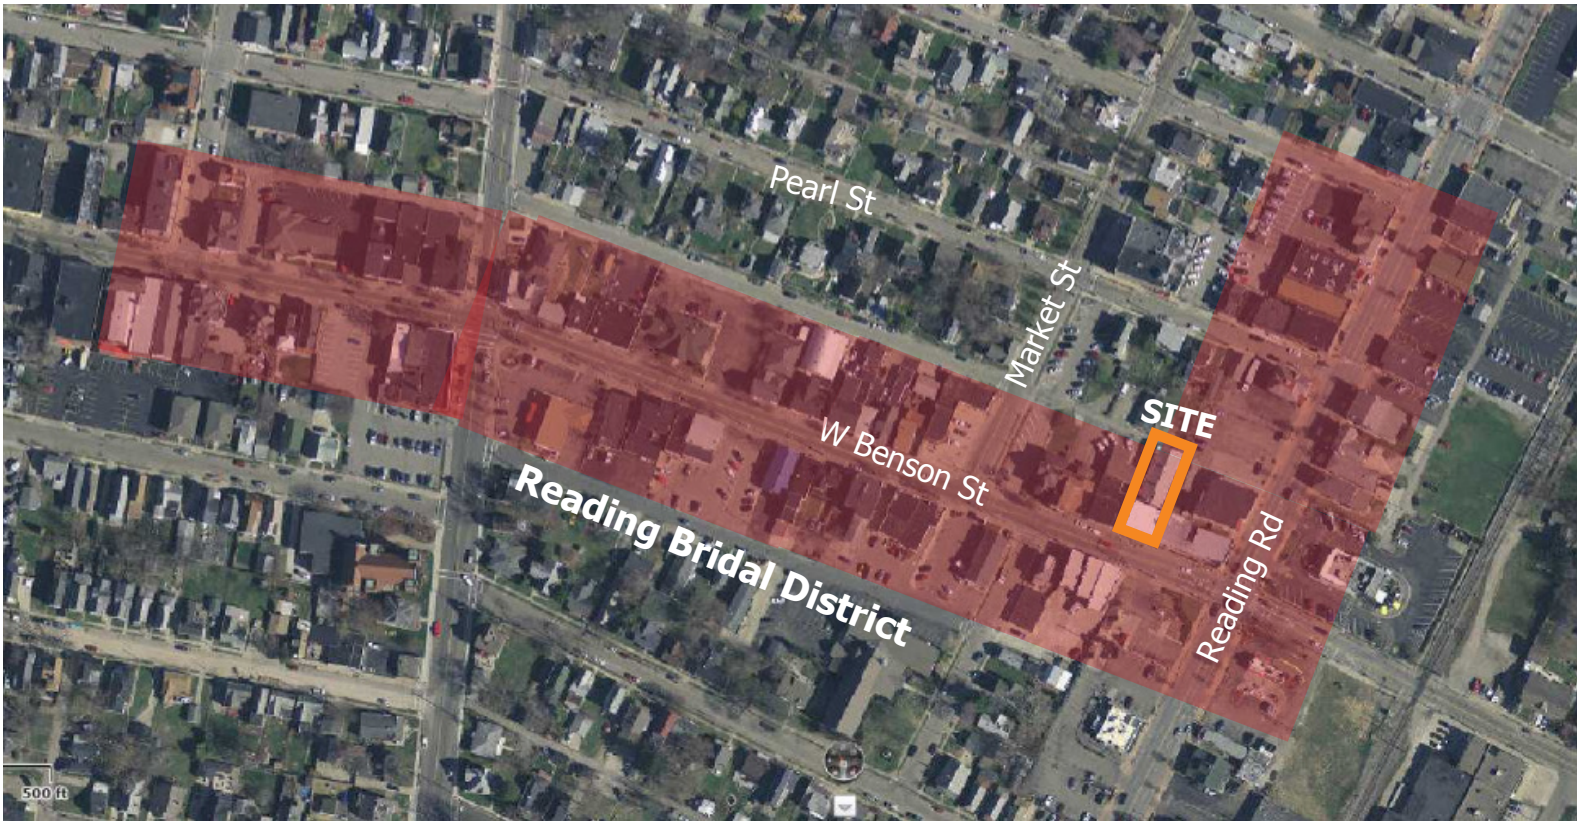 Pearl St
Market St
SITE
W Benson St
Reading Bridal District
Reading Rd
500 ft